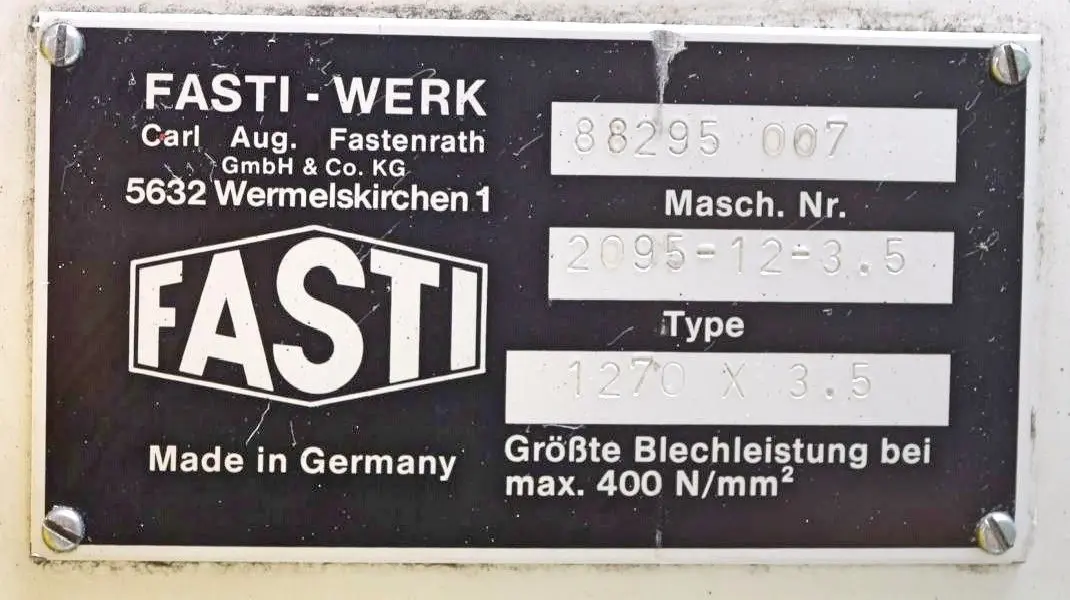 FASTI - WERK
Carl Aug. Fastenrath
GmbH & Co. KG
5632 Wermelskirchen 1
FASTI
Made in Germany
88295 007
Masch. Nr.
2095-12-3.5
Type
1270 X 3.5
Größte Blechleistung bei
max. 400 N/mm²